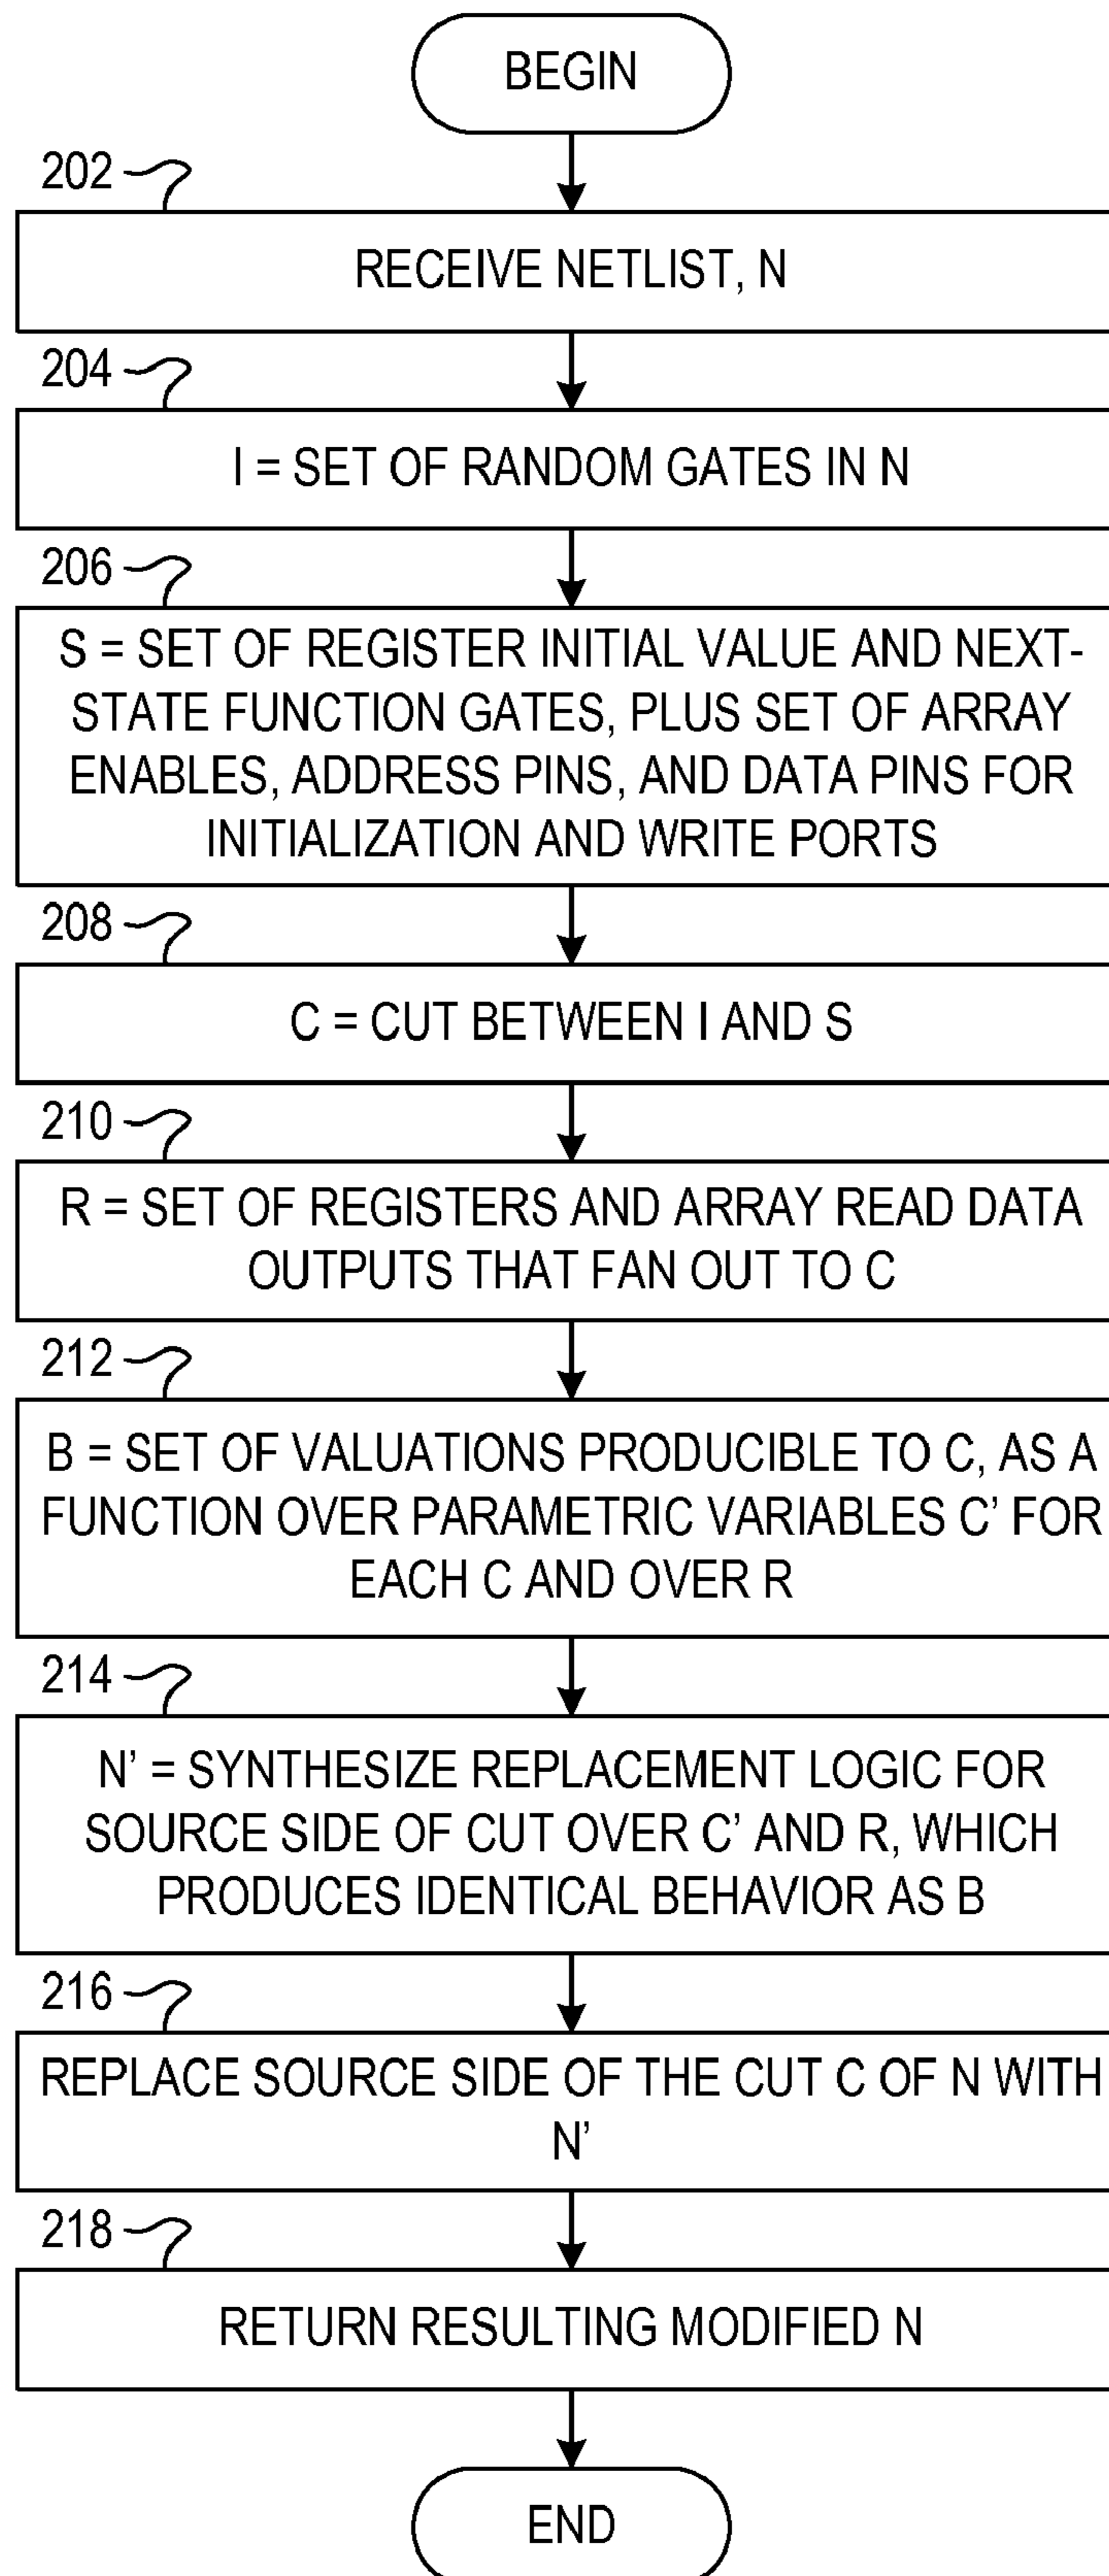 BEGIN
202
RECEIVE NETLIST, N
204
I = SET OF RANDOM GATES IN N
206
S = SET OF REGISTER INITIAL VALUE AND NEXT-
STATE FUNCTION GATES, PLUS SET OF ARRAY
ENABLES, ADDRESS PINS, AND DATA PINS FOR
INITIALIZATION AND WRITE PORTS
208
C = CUT BETWEEN I AND S
210
R = SET OF REGISTERS AND ARRAY READ DATA
OUTPUTS THAT FAN OUT TO C
212
B = SET OF VALUATIONS PRODUCIBLE TO C, AS A
FUNCTION OVER PARAMETRIC VARIABLES C’ FOR
EACH C AND OVER R
214
N’ = SYNTHESIZE REPLACEMENT LOGIC FOR
SOURCE SIDE OF CUT OVER C’ AND R, WHICH
PRODUCES IDENTICAL BEHAVIOR AS B
216
REPLACE SOURCE SIDE OF THE CUT C OF N WITH
N’
218
RETURN RESULTING MODIFIED N
END